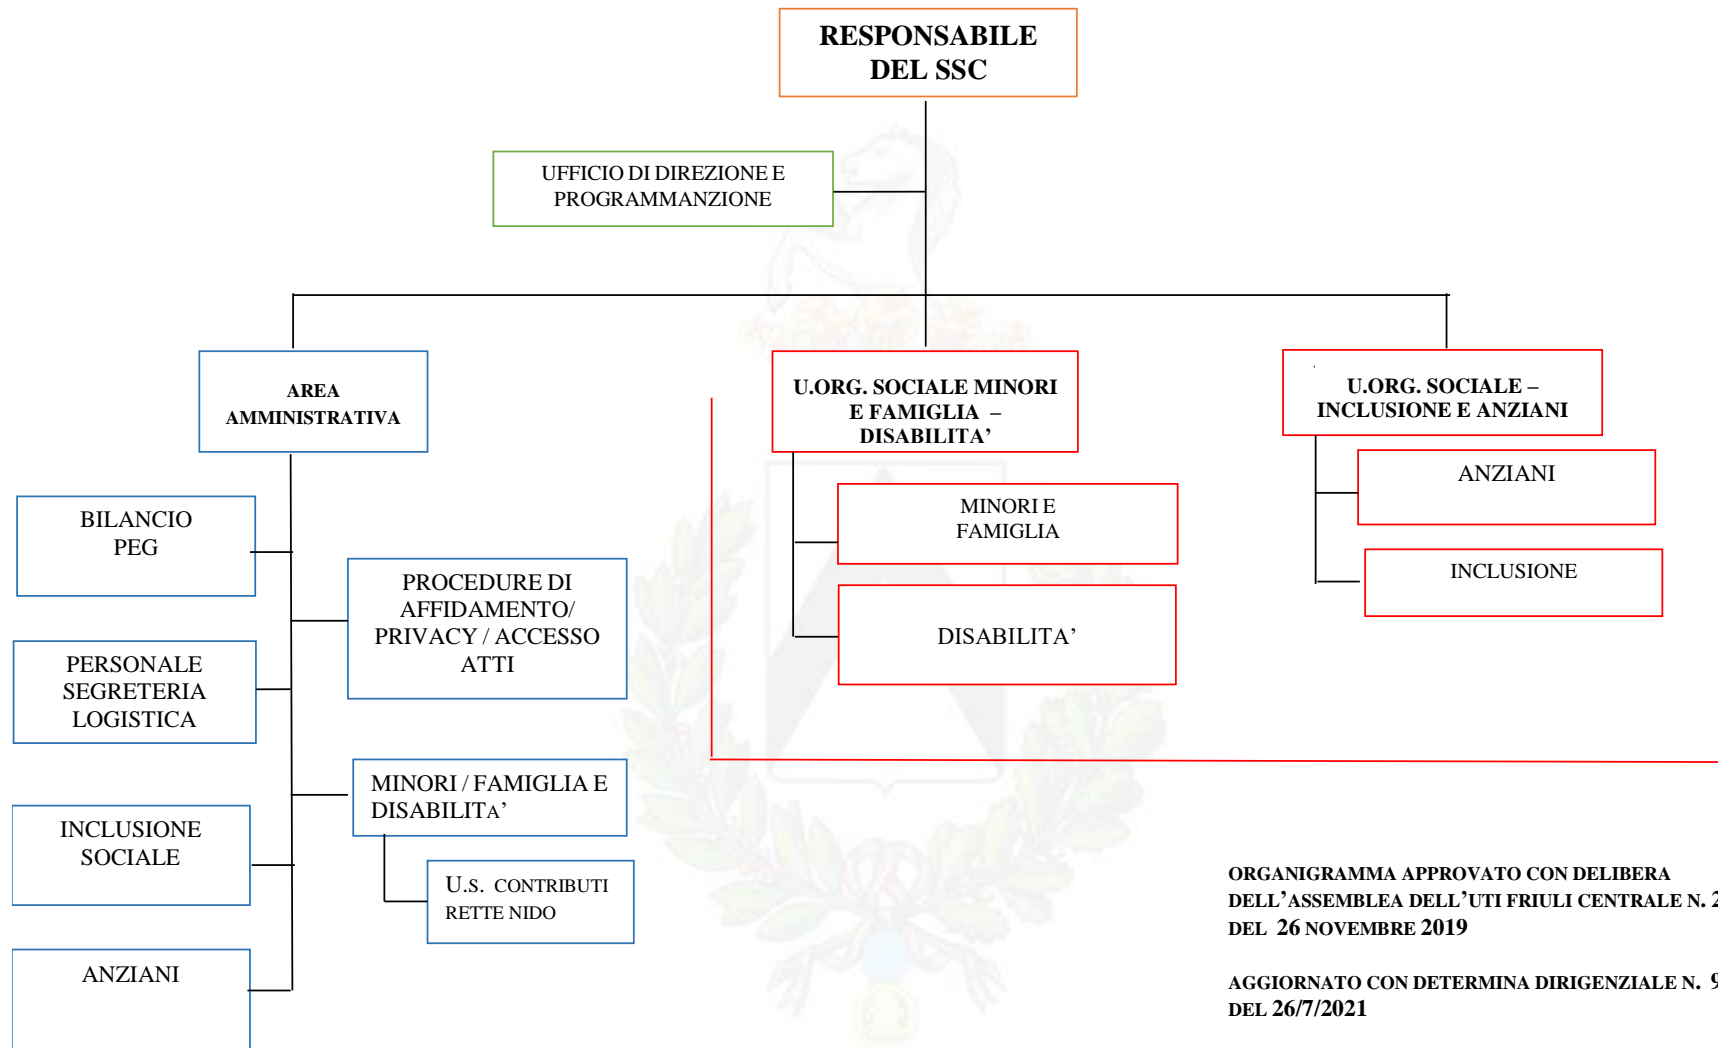 RESPONSABILE
DEL SSC
UFFICIO DI DIREZIONE E
PROGRAMMANZIONE
AREA
AMMINISTRATIVA
U.ORG. SOCIALE MINORI
E FAMIGLIA –
DISABILITA’
U.ORG. SOCIALE –
INCLUSIONE E ANZIANI
BILANCIO
PEG
PROCEDURE DI
AFFIDAMENTO/
PRIVACY / ACCESSO
ATTI
PERSONALE
SEGRETERIA
LOGISTICA
MINORI / FAMIGLIA E
DISABILITA’
INCLUSIONE
SOCIALE
U.S. CONTRIBUTI
RETTE NIDO
ANZIANI
MINORI E
FAMIGLIA
DISABILITA’
ANZIANI
INCLUSIONE
ORGANIGRAMMA APPROVATO CON DELIBERA
DELL’ASSEMBLEA DELL’UTI FRIULI CENTRALE N. 2
DEL 26 NOVEMBRE 2019
AGGIORNATO CON DETERMINA DIRIGENZIALE N. 9
DEL 26/7/2021